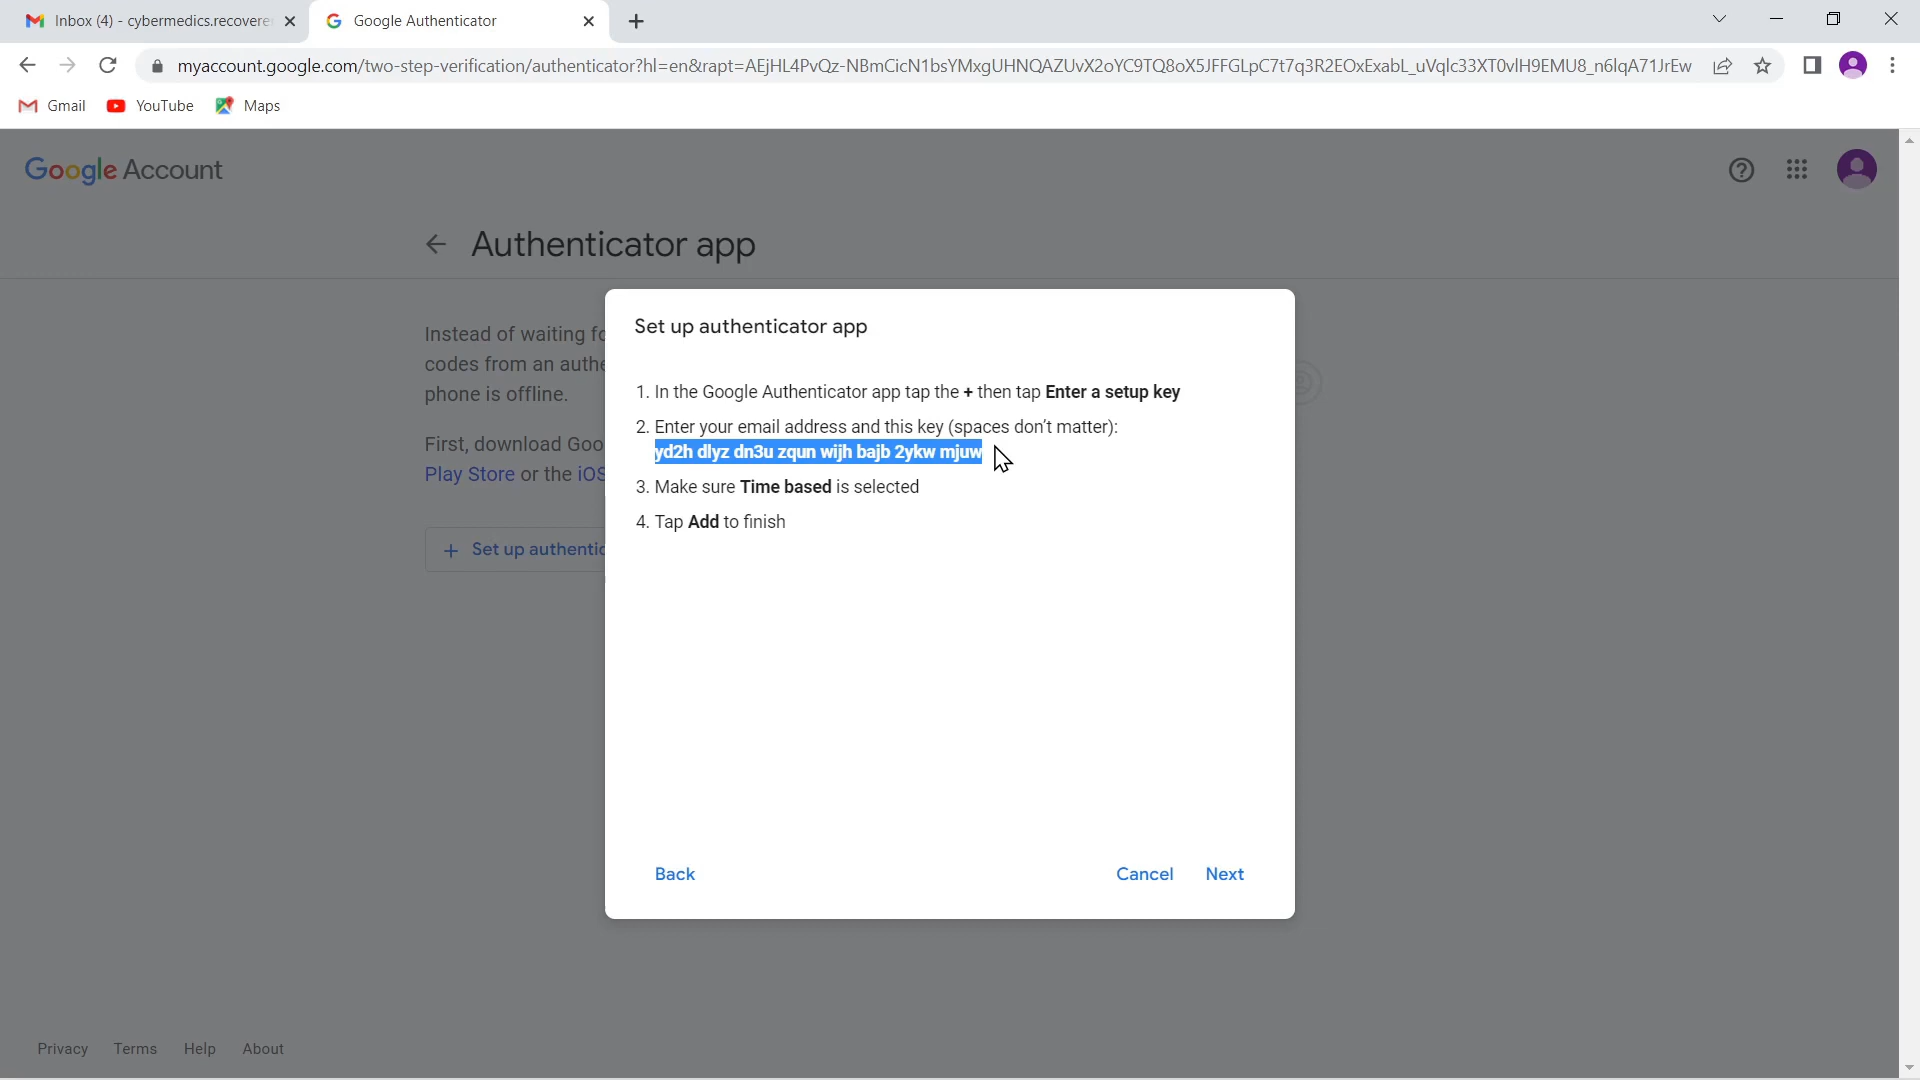 Inbox (4) - cybermedics.recovere
Google Authenticator
myaccount.google.com/two-step-verification/authenticator?hl=en&rapt=AEjHL4PvQz-NBmCicN1bsYMxgUHNQAZUvX2oYC9TQ8oX5JFFGLpC7t7q3R2EOxExabL_uVqlc33XT0vlH9EMU8_n6lqA71JrEw
Gmail YouTube Maps
Google Account
Authenticator app
Instead of waiting fo
codes from an authe
phone is offline.
First, download Goo
Play Store or the iOS
+ Set up authentic
Set up authenticator app
1. In the Google Authenticator app tap the + then tap Enter a setup key
2. Enter your email address and this key (spaces don't matter):
yd2h dlyz dn3u zqun wijh bajb 2ykw mjuw
3. Make sure Time based is selected
4. Tap Add to finish
Back Cancel Next
Privacy Terms Help About